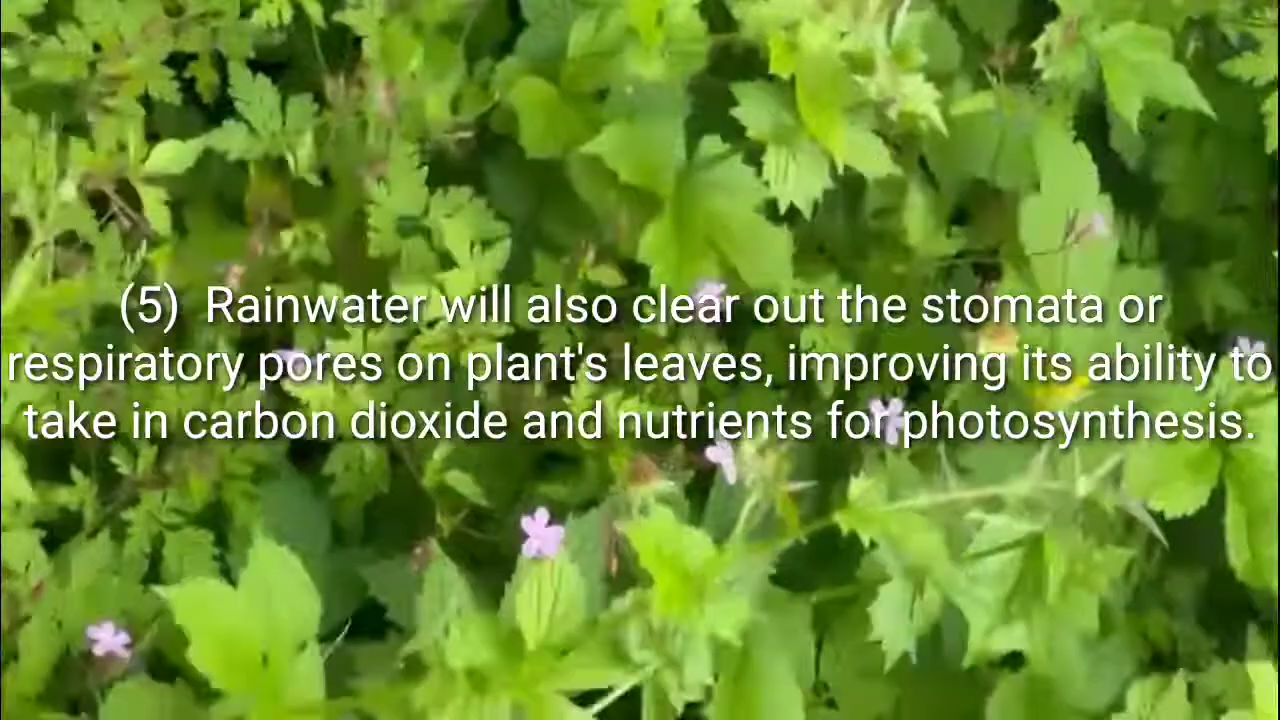 (5)  Rainwater will also clear out the stomata or
respiratory pores on plant's leaves, improving its ability to
take in carbon dioxide and nutrients for photosynthesis.